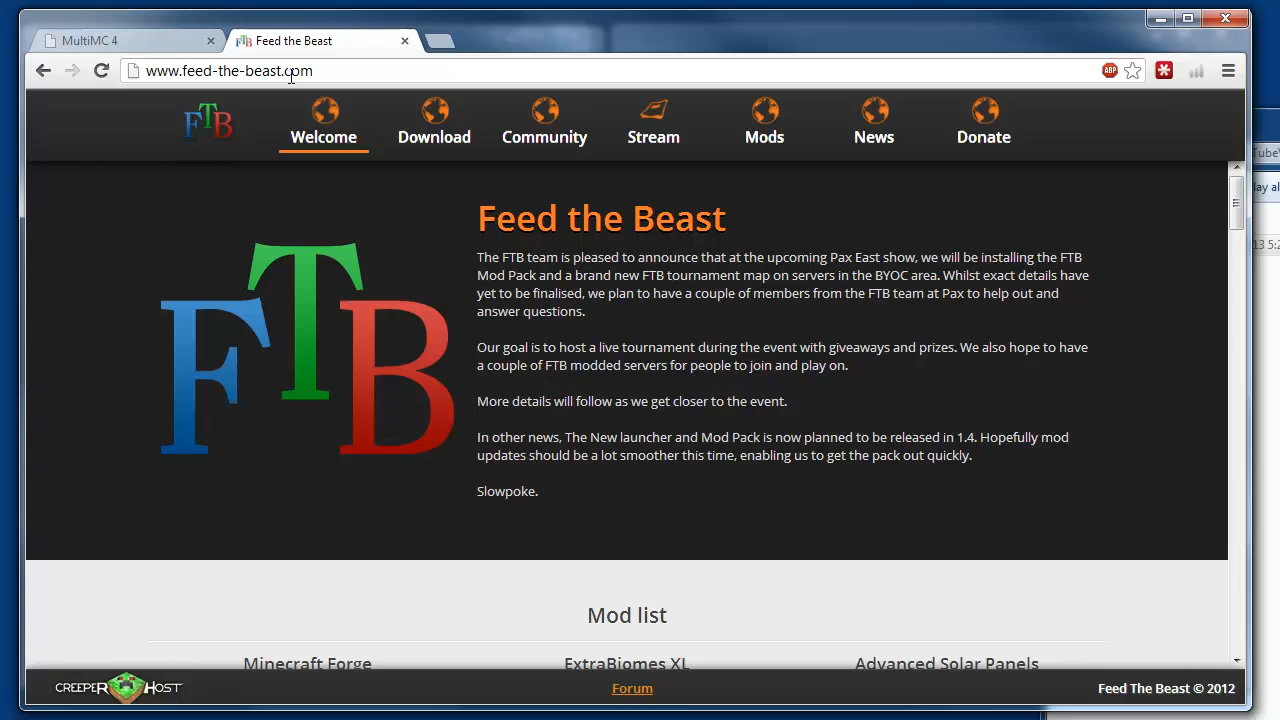 MultiMC 4
Feed the Beast
www.feed-the-beast.com
ABP
FTB
Welcome
Download
Community
Stream
Mods
News
Donate
FTB
Feed the Beast
The FTB team is pleased to announce that at the upcoming Pax East show, we will be installing the FTB
Mod Pack and a brand new FTB tournament map on servers in the BYOC area. Whilst exact details have
yet to be finalised, we plan to have a couple of members from the FTB team at Pax to help out and
answer questions.
Our goal is to host a live tournament during the event with giveaways and prizes. We also hope to have
a couple of FTB modded servers for people to join and play on.
More details will follow as we get closer to the event.
In other news, The New launcher and Mod Pack is now planned to be released in 1.4. Hopefully mod
updates should be a lot smoother this time, enabling us to get the pack out quickly.
Slowpoke.
Mod list
Minecraft Forge
ExtraBiomes XL
Advanced Solar Panels
CREEPER HOST
Forum
Feed The Beast © 2012